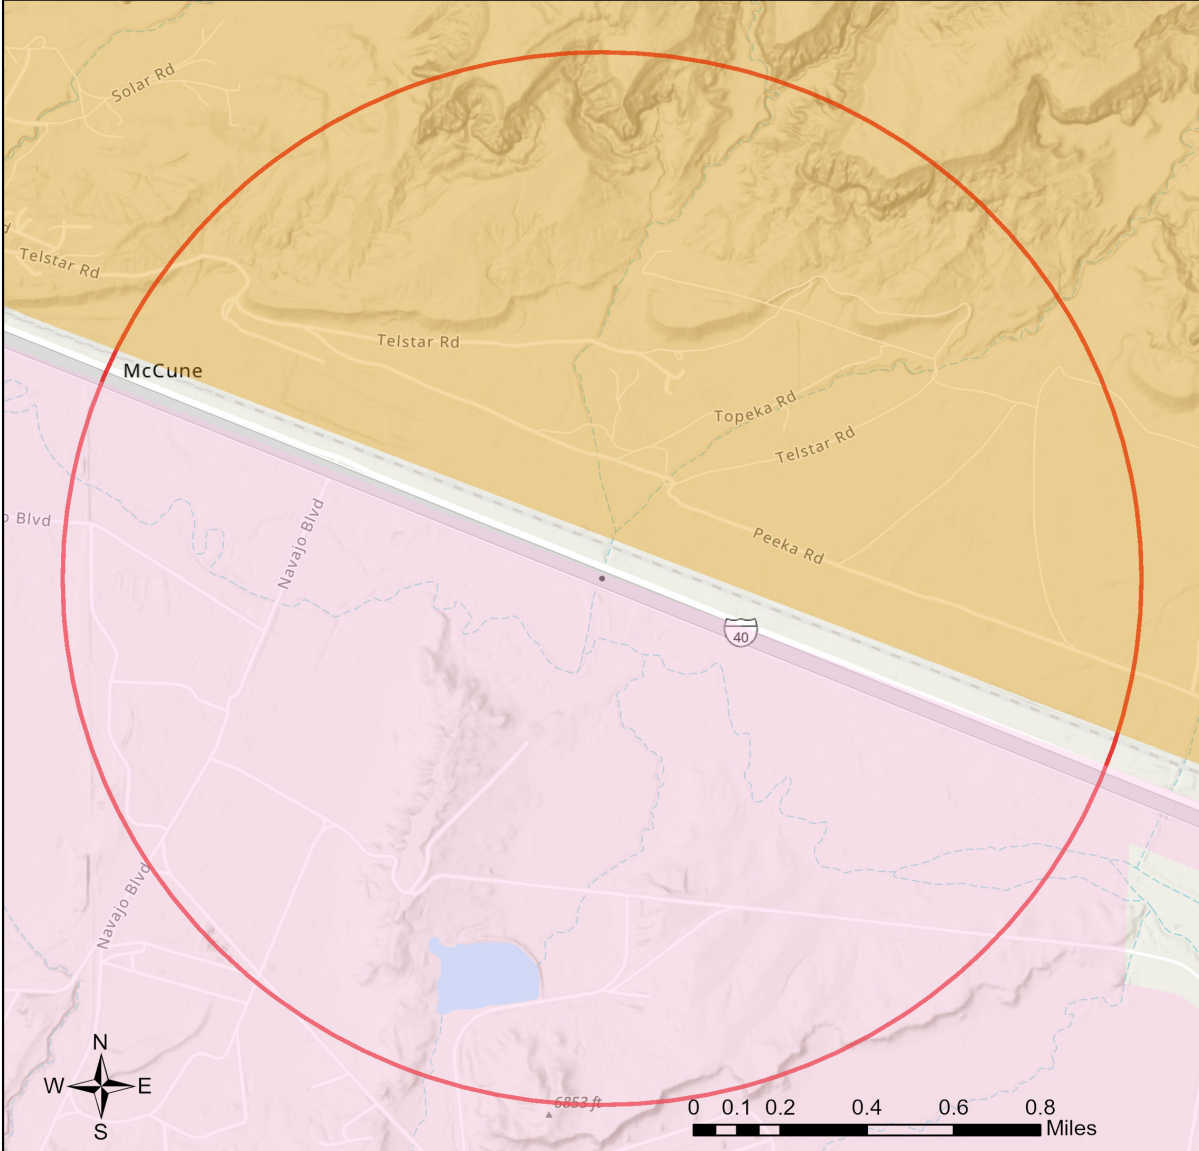 Solar Rd
d
Telstar Rd
Telstar Rd
McCune
Topeka Rd
Telstar Rd
o Blvd
Navajo Blvd
Peeka Rd
40
Navajo Blvd
N
W E
S
6853 ft
0 0.1 0.2 0.4 0.6 0.8
Miles